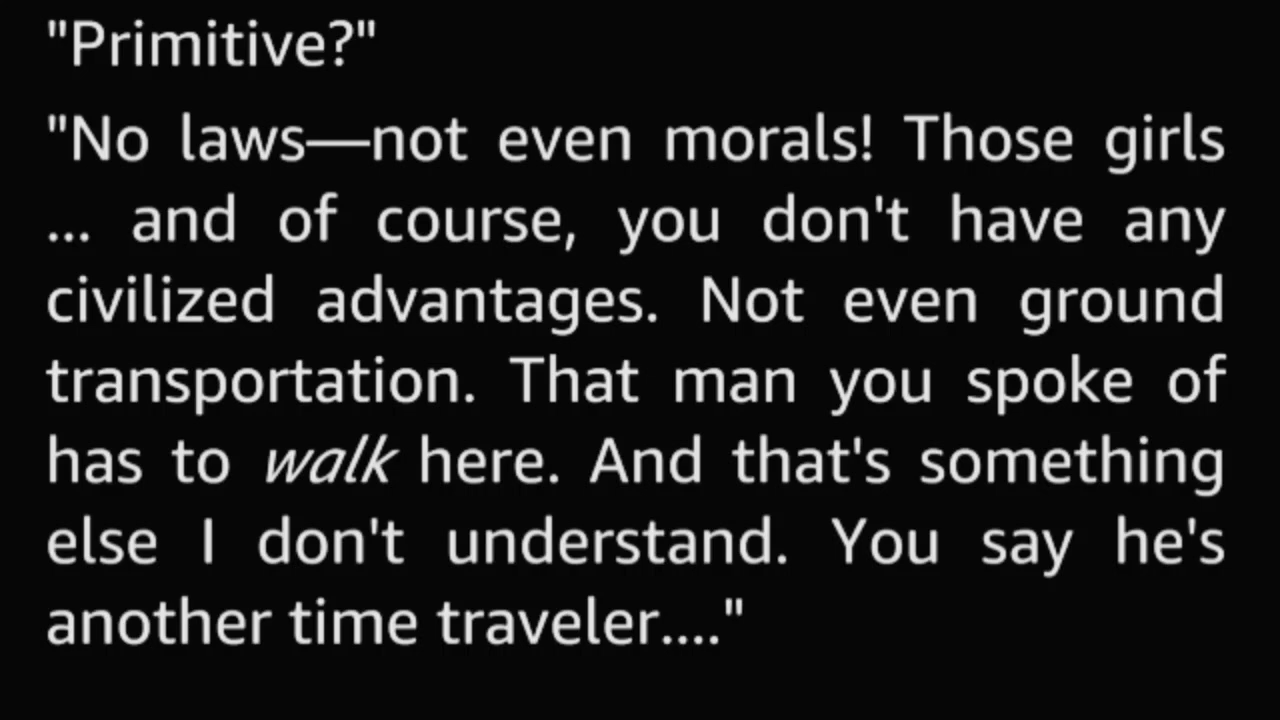 "Primitive?"
"No laws—not even morals! Those girls
... and of course, you don't have any
civilized advantages. Not even ground
transportation. That man you spoke of
has to walk here. And that's something
else I don't understand. You say he's
another time traveler...."